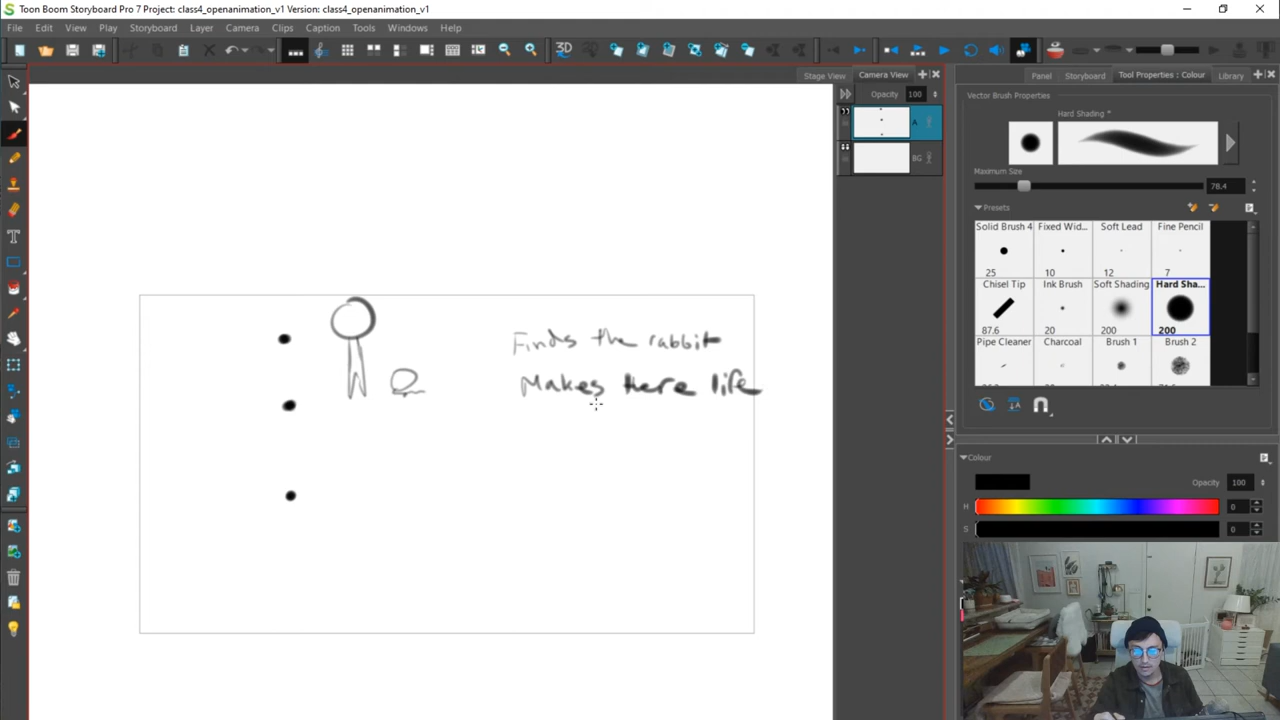 Toon Boom Storyboard Pro 7 Project: class4_openanimation_v1 Version: class4_openanimation_v1
File Edit View Play Storyboard Layer Camera Clips Caption Tools Windows Help
3D
Stage View Camera View
Panel Storyboard Tool Properties : Colour Library
Opacity 100
A
BG
Vector Brush Properties
Hard Shading *
Maximum Size
78.4
Presets
Solid Brush 4 Fixed Wid... Soft Lead Fine Pencil
25 10 12 7
Chisel Tip Ink Brush Soft Shading Hard Sha...
87.6 20 200 200
Pipe Cleaner Charcoal Brush 1 Brush 2
Colour
Opacity 100
H 0
S 0
Finds the rabbit
Makes there life